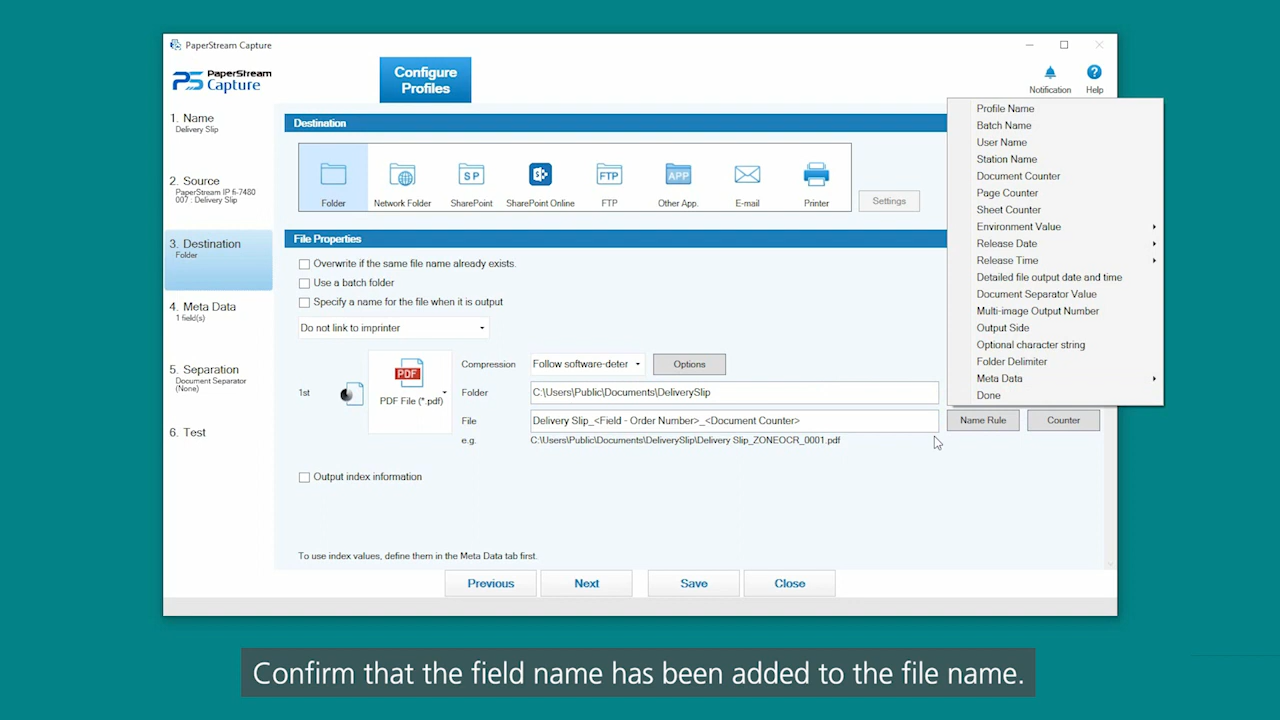 PaperStream Capture
PaperStream
Capture
Configure
Profiles
Notification
Help
1. Name
Delivery Slip
2. Source
PaperStream IP 6-7480
007 : Delivery Slip
3. Destination
Folder
4. Meta Data
1 field(s)
5. Separation
Document Separator
(None)
6. Test
Destination
Folder
Network Folder
SP
SharePoint
SharePoint Online
FTP
FTP
APP
Other App.
E-mail
Printer
Settings
File Properties
Overwrite if the same file name already exists.
Use a batch folder
Specify a name for the file when it is output
Do not link to imprinter
1st
PDF
PDF File (*.pdf)
Compression
Follow software-deter
Options
Folder
C:\Users\Public\Documents\DeliverySlip
File
Delivery Slip_<Field - Order Number>_<Document Counter>
Name Rule
Counter
e.g.
C:\Users\Public\Documents\DeliverySlip\Delivery Slip_ZONEOCR_0001.pdf
Output index information
To use index values, define them in the Meta Data tab first.
Previous
Next
Save
Close
Profile Name
Batch Name
User Name
Station Name
Document Counter
Page Counter
Sheet Counter
Environment Value
Release Date
Release Time
Detailed file output date and time
Document Separator Value
Multi-image Output Number
Output Side
Optional character string
Folder Delimiter
Meta Data
Done
Confirm that the field name has been added to the file name.